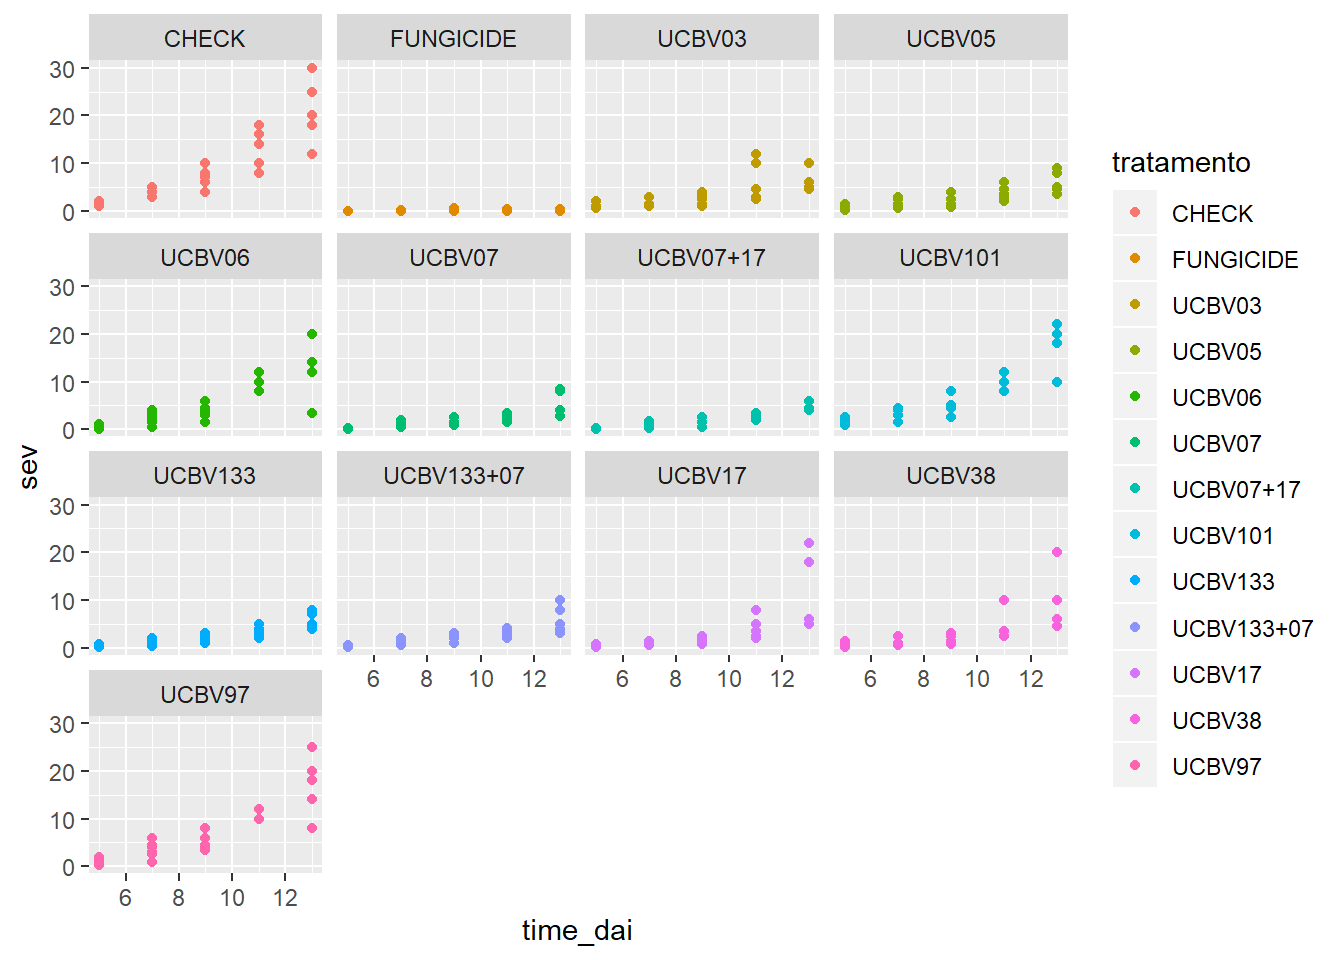 CHECK FUNGICIDE UCBV03 UCBV05
30
20
10
0
UCBV06 UCBV07 UCBV07+17 UCBV101
30
20
10
0
UCBV133 UCBV133+07 UCBV17 UCBV38
30
20
10
0
6 8 10 12 6 8 10 12 6 8 10 12
UCBV97
30
20
10
0
6 8 10 12
time_dai
sev
tratamento
CHECK
FUNGICIDE
UCBV03
UCBV05
UCBV06
UCBV07
UCBV07+17
UCBV101
UCBV133
UCBV133+07
UCBV17
UCBV38
UCBV97